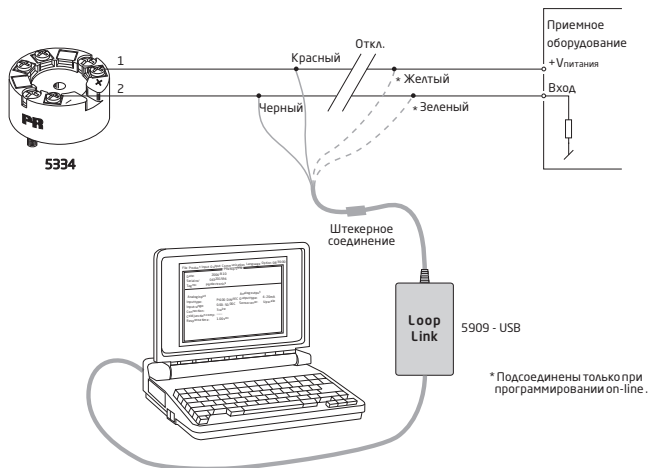 Приемное
оборудование
+Vпитания
Вход
Откл.
1
Красный
* Желтый
2
Черный
* Зеленый
PR
5334
Штекерное
соединение
Loop
Link
5909 - USB
* Подсоединены только при
программировании on-line.